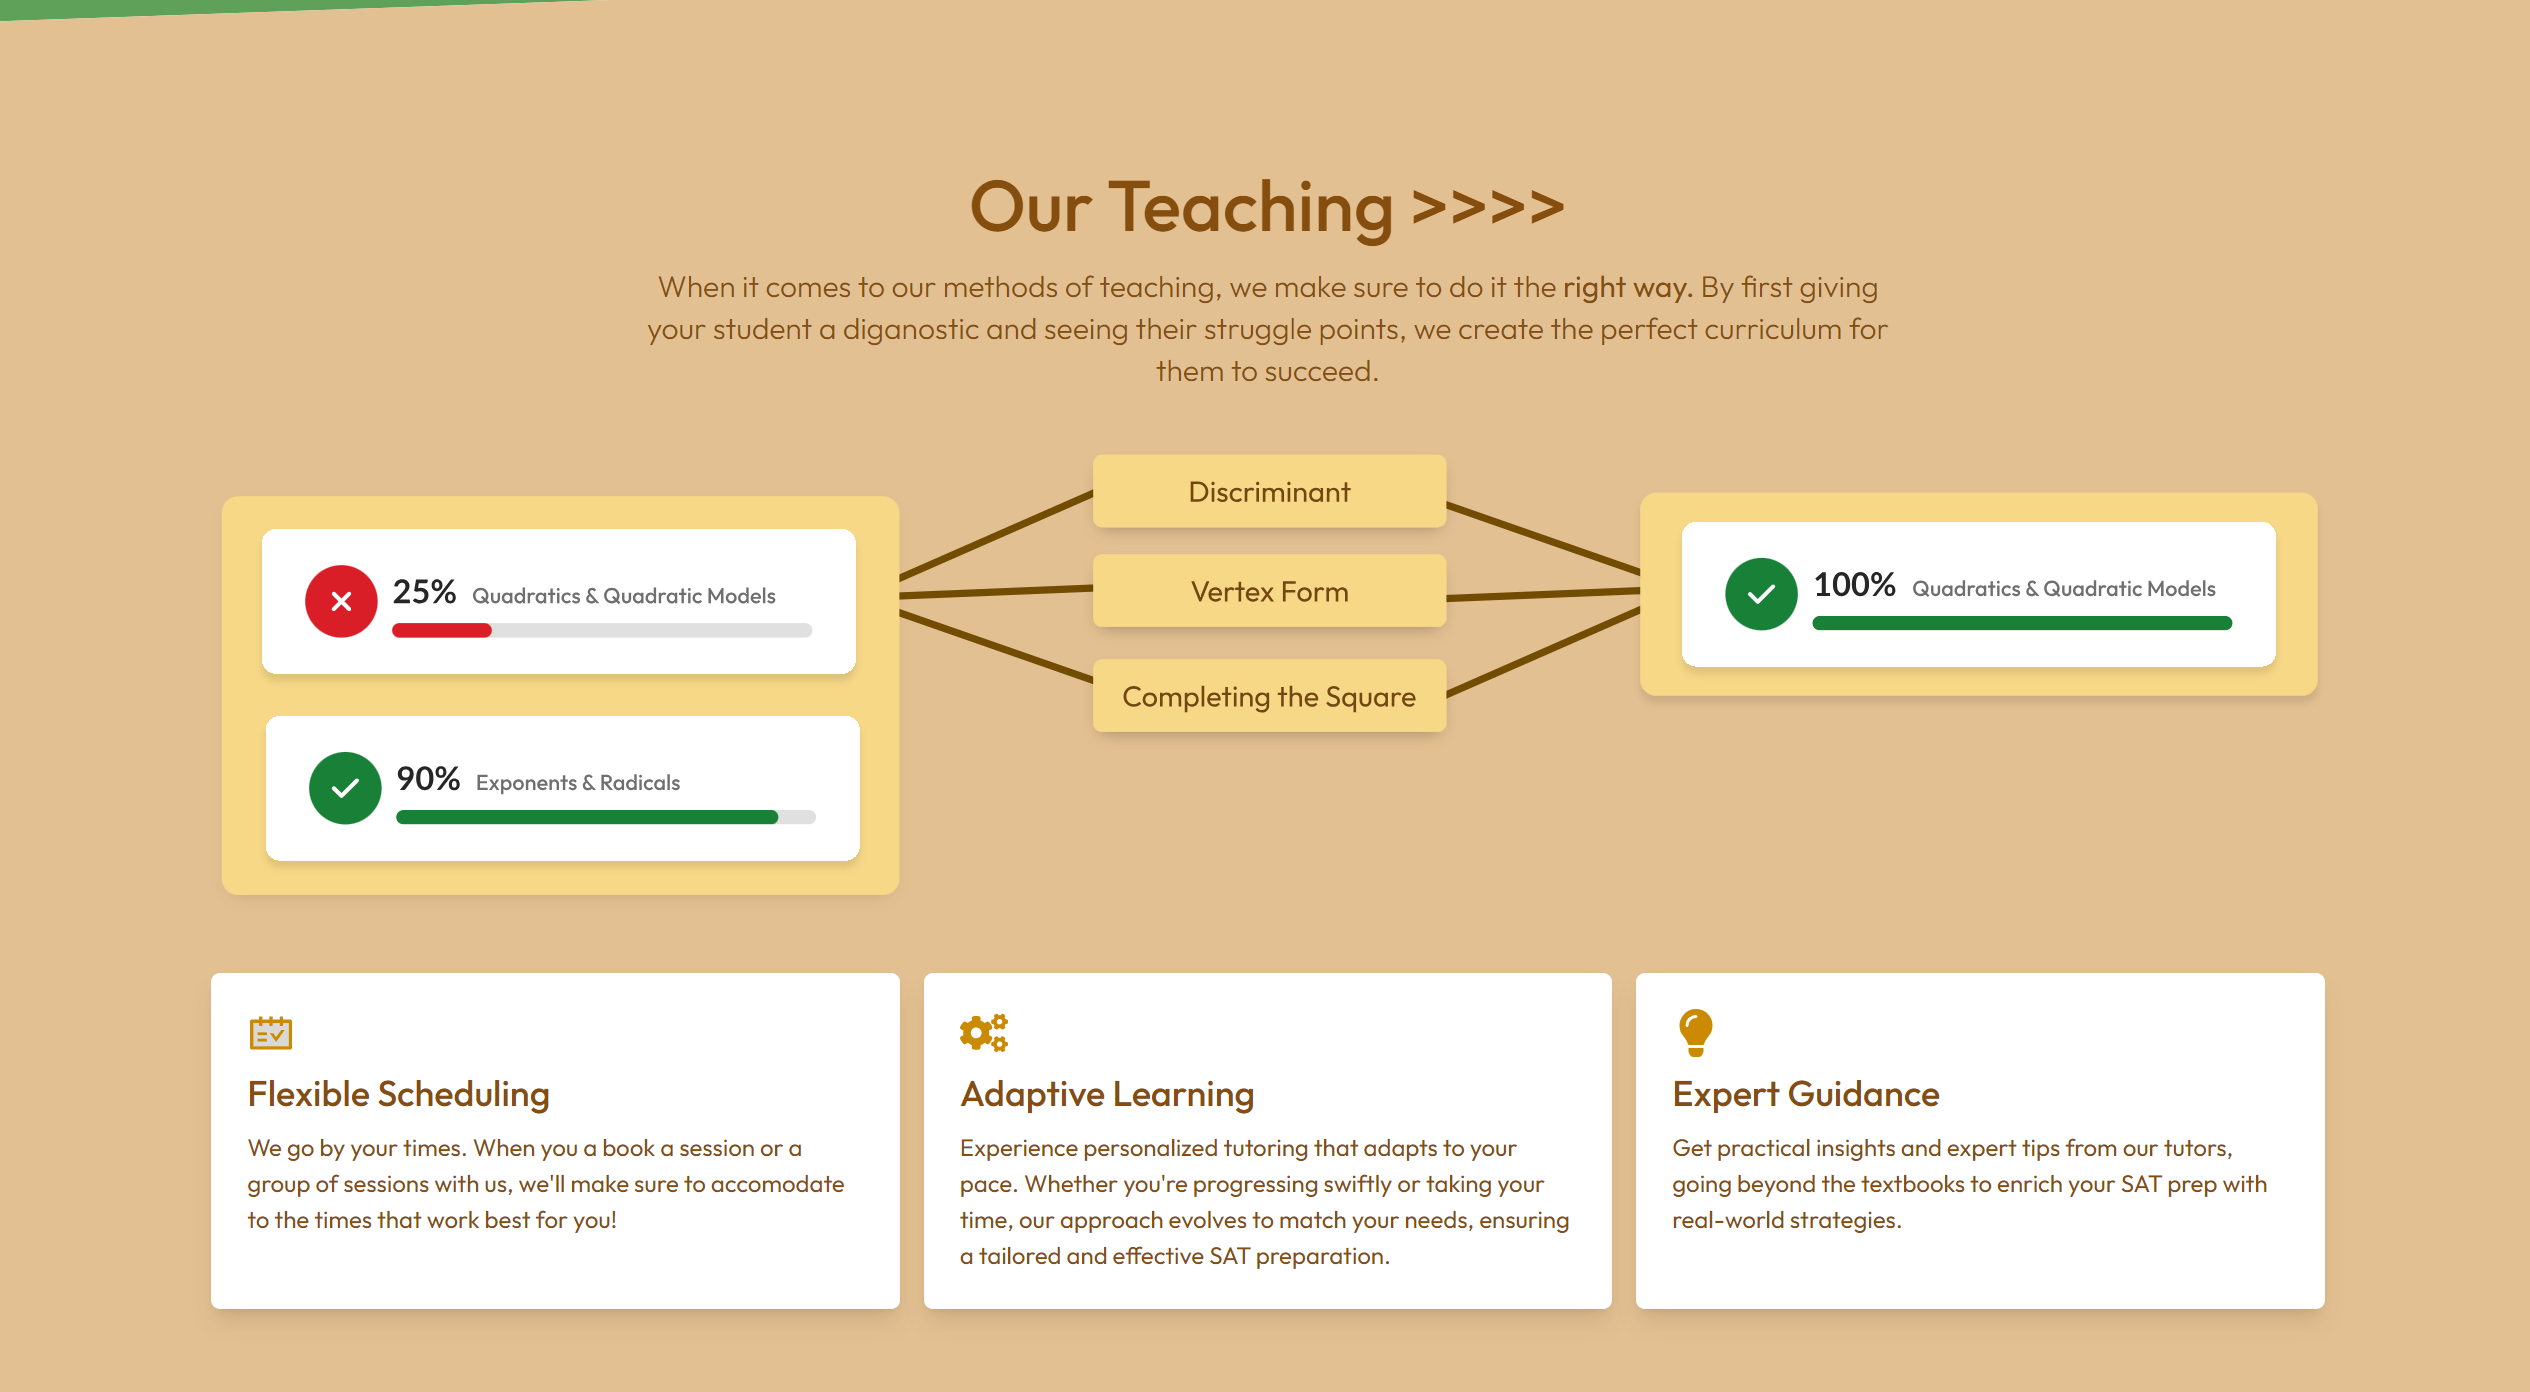 Our Teaching >>>>
When it comes to our methods of teaching, we make sure to do it the right way. By first giving
your student a diganostic and seeing their struggle points, we create the perfect curriculum for
them to succeed.
25% Quadratics & Quadratic Models
90% Exponents & Radicals
Discriminant
Vertex Form
Completing the Square
100% Quadratics & Quadratic Models
Flexible Scheduling
We go by your times. When you a book a session or a
group of sessions with us, we'll make sure to accomodate
to the times that work best for you!
Adaptive Learning
Experience personalized tutoring that adapts to your
pace. Whether you're progressing swiftly or taking your
time, our approach evolves to match your needs, ensuring
a tailored and effective SAT preparation.
Expert Guidance
Get practical insights and expert tips from our tutors,
going beyond the textbooks to enrich your SAT prep with
real-world strategies.